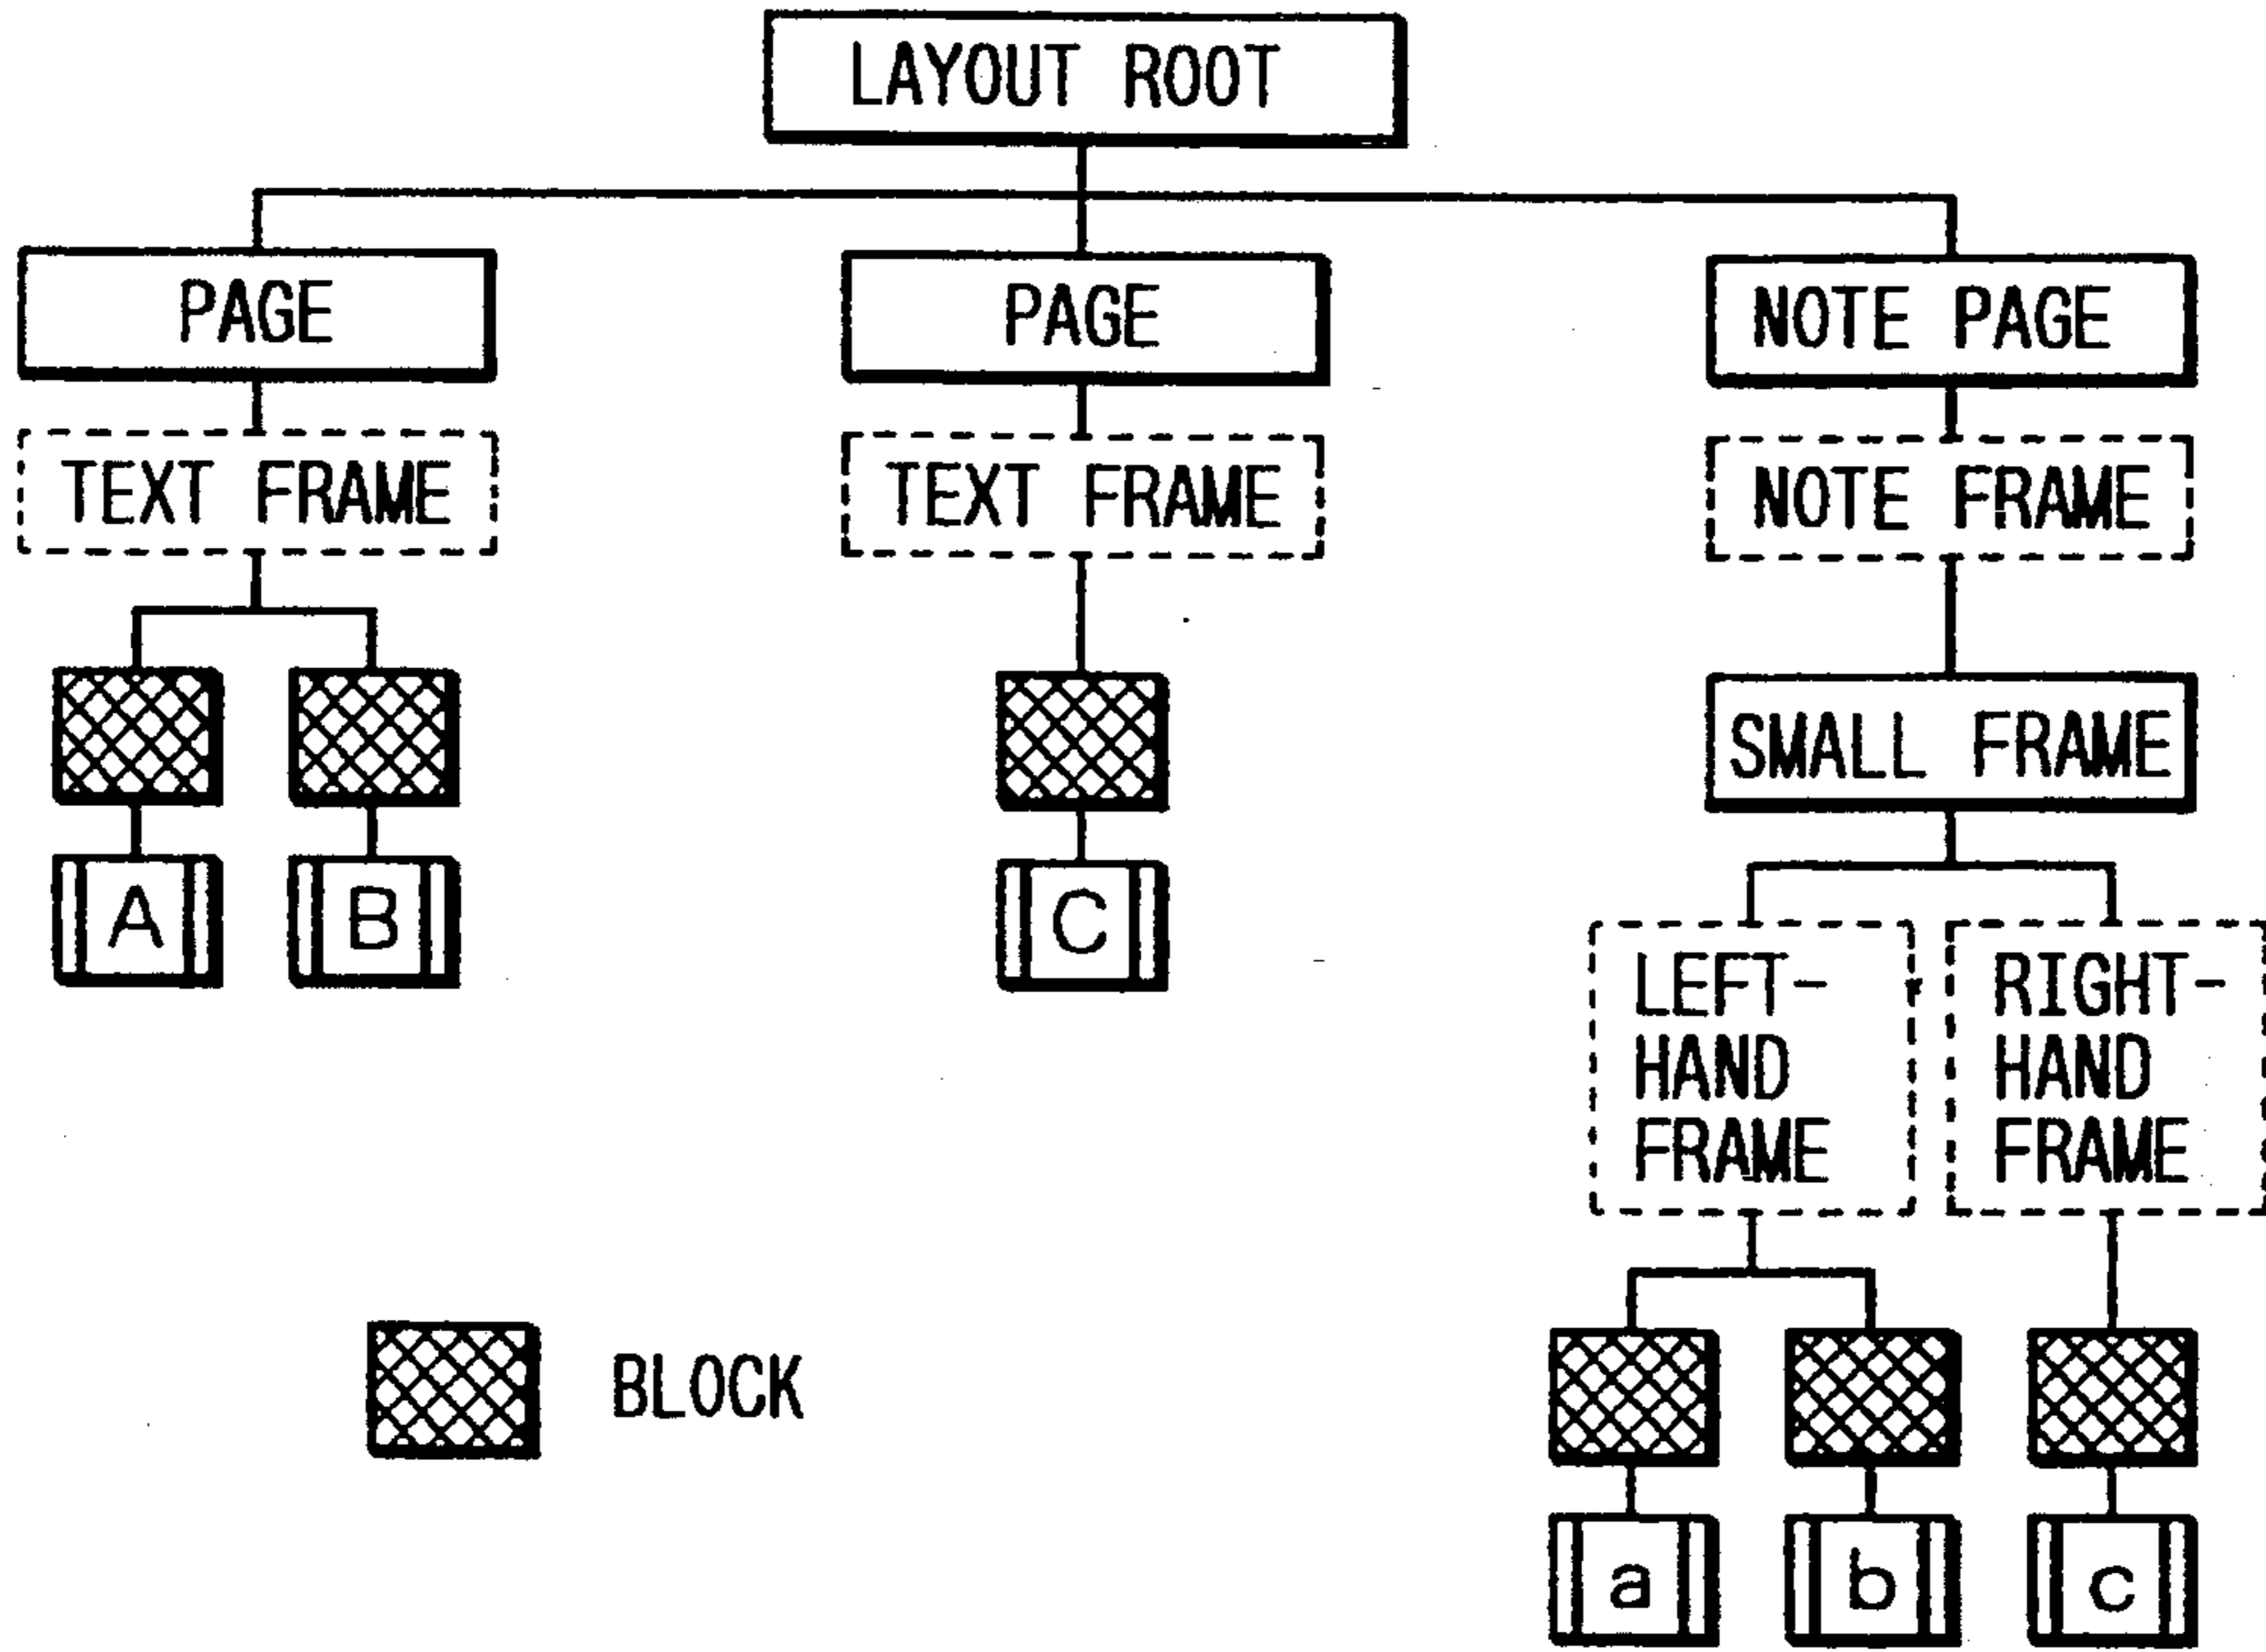 LAYOUT ROOT
PAGE
PAGE
NOTE PAGE
TEXT FRAME
TEXT FRAME
NOTE FRAME
SMALL FRAME
A
B
C
LEFT-
HAND
FRAME
RIGHT-
HAND
FRAME
BLOCK
a
b
c